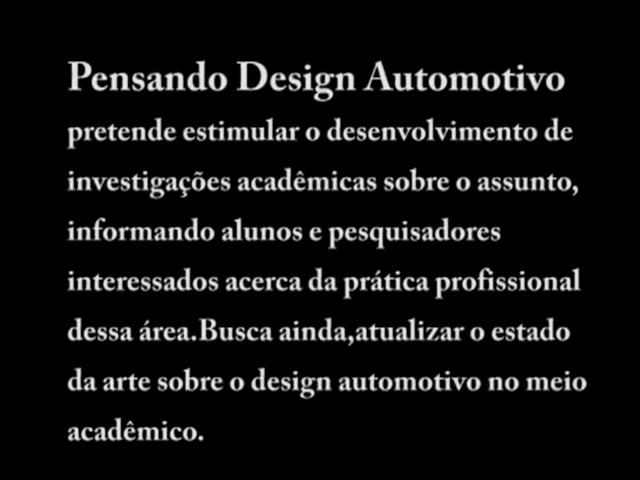 Pensando Design Automotivo
pretende estimular o desenvolvimento de
investigações acadêmicas sobre o assunto,
informando alunos e pesquisadores
interessados acerca da prática profissional
dessa área.Busca ainda,atualizar o estado
da arte sobre o design automotivo no meio
acadêmico.